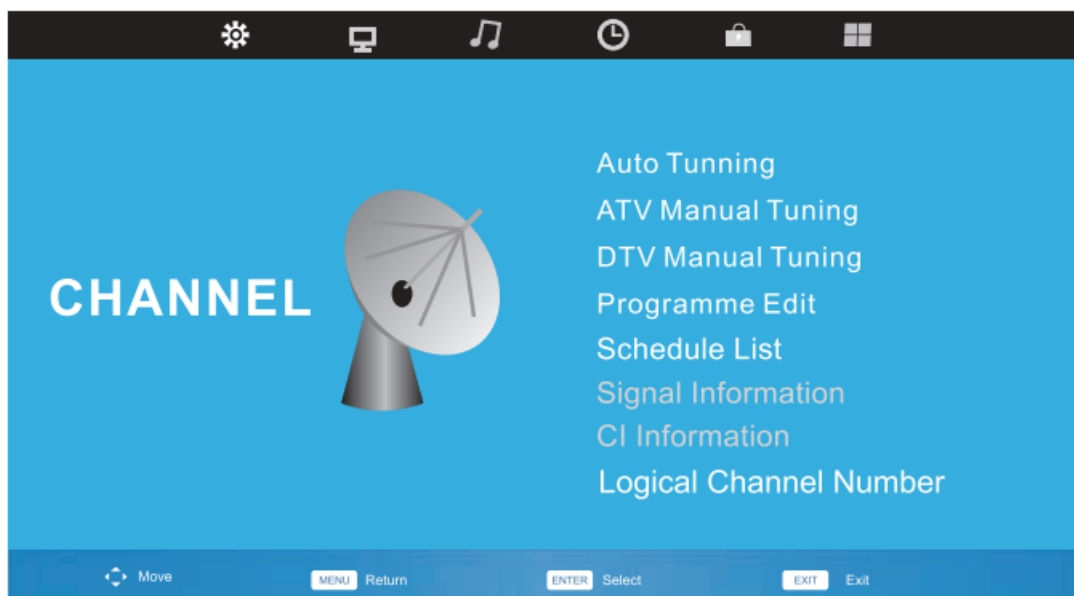 CHANNEL
Auto Tunning
ATV Manual Tuning
DTV Manual Tuning
Programme Edit
Schedule List
Signal Information
CI Information
Logical Channel Number
Move MENU Return ENTER Select EXIT Exit